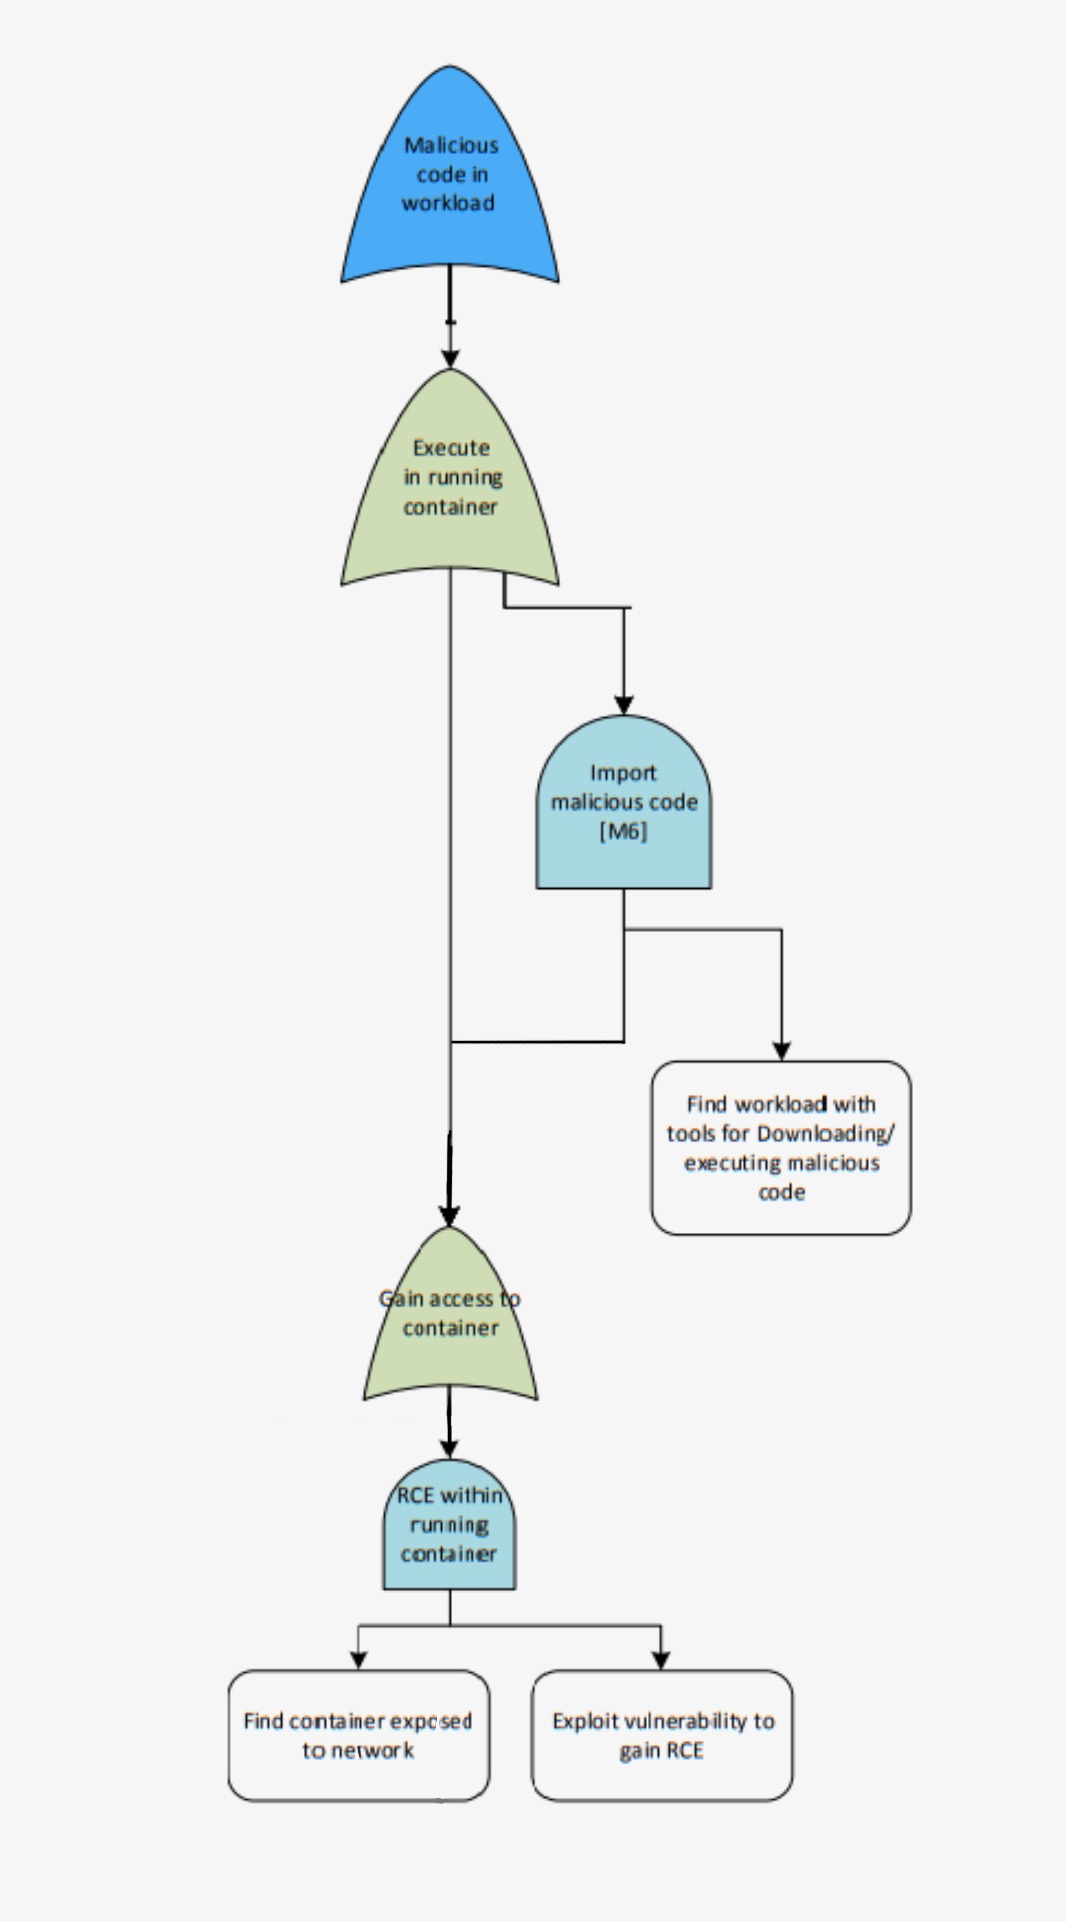 Malicious
code in
workload
Execute
in running
container
Import
malicious code
[M6]
Find workload with
tools for Downloading/
executing malicious
code
Gain access to
container
RCE within
running
container
Find container exposed
to network
Exploit vulnerability to
gain RCE